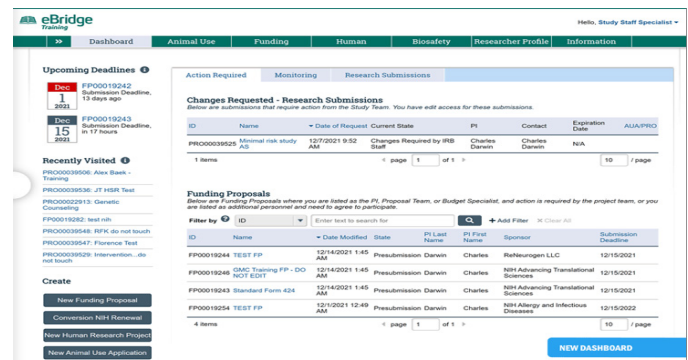 eBridge
Training
Hello, Study Staff Specialist
Dashboard Animal Use Funding Human Biosafety Researcher Profile Information
Upcoming Deadlines
Dec
1
2021
FP00019242
Submission Deadline,
13 days ago
Dec
15
2021
FP00019243
Submission Deadline,
in 17 hours
Recently Visited
PRO00039506: Alex Baek -
Training
PRO00039536: JT HSR Test
PRO00022913: Genetic
Counseling
FP00019282: test nih
PRO00039548: RFK do not touch
PRO00039547: Florence Test
PRO00039529: Intervention...do
not touch
Create
New Funding Proposal
Conversion NIH Renewal
New Human Research Project
New Animal Use Application
Action Required Monitoring Research Submissions
Changes Requested - Research Submissions
Below are submissions that require action from the Study Team. You have edit access for these submissions.
ID Name Date of Request Current State PI Contact Expiration Date AUA/PRO
PRO00039525 Minimal risk study AS 12/7/2021 9:52 AM Changes Required by IRB Staff Charles Darwin Charles Darwin N/A
1 items page 1 of 1 10 / page
Funding Proposals
Below are Funding Proposals where you are listed as the PI, Proposal Team, or Budget Specialist, and action is required by the project team, or you
are listed as additional personnel and need to agree to participate.
Filter by ID Enter text to search for + Add Filter X Clear All
ID Name Date Modified State PI Last Name PI First Name Sponsor Submission Deadline
FP00019244 TEST FP 12/14/2021 1:45 AM Presubmission Darwin Charles ReNeurogen LLC 12/15/2021
FP00019246 GMC Training FP - DO NOT EDIT 12/14/2021 1:45 AM Presubmission Darwin Charles NIH Advancing Translational Sciences 12/15/2021
FP00019243 Standard Form 424 12/14/2021 1:45 AM Presubmission Darwin Charles NIH Advancing Translational Sciences 12/15/2021
FP00019254 TEST FP 12/1/2021 12:49 AM Presubmission Darwin Charles NIH Allergy and Infectious Diseases 12/15/2022
4 items page 1 of 1 10 / page
NEW DASHBOARD